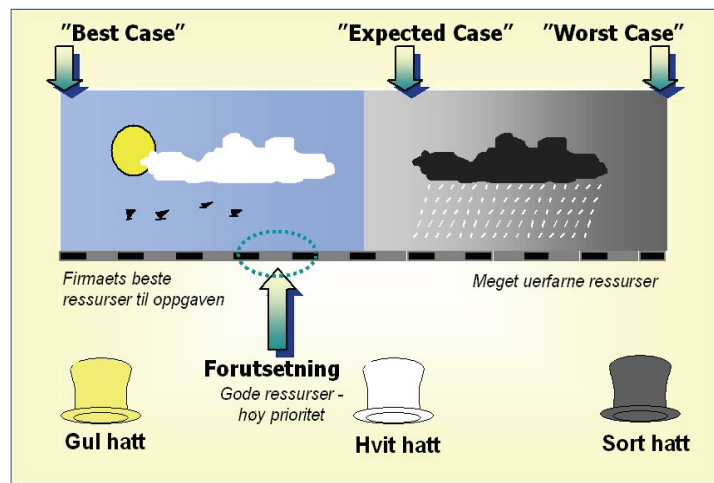 ”Best Case”
”Expected Case”
”Worst Case”
Firmaets beste
ressurser til oppgaven
Meget uerfarne ressurser
Forutsetning
Gode ressurser -
høy prioritet
Gul hatt
Hvit hatt
Sort hatt